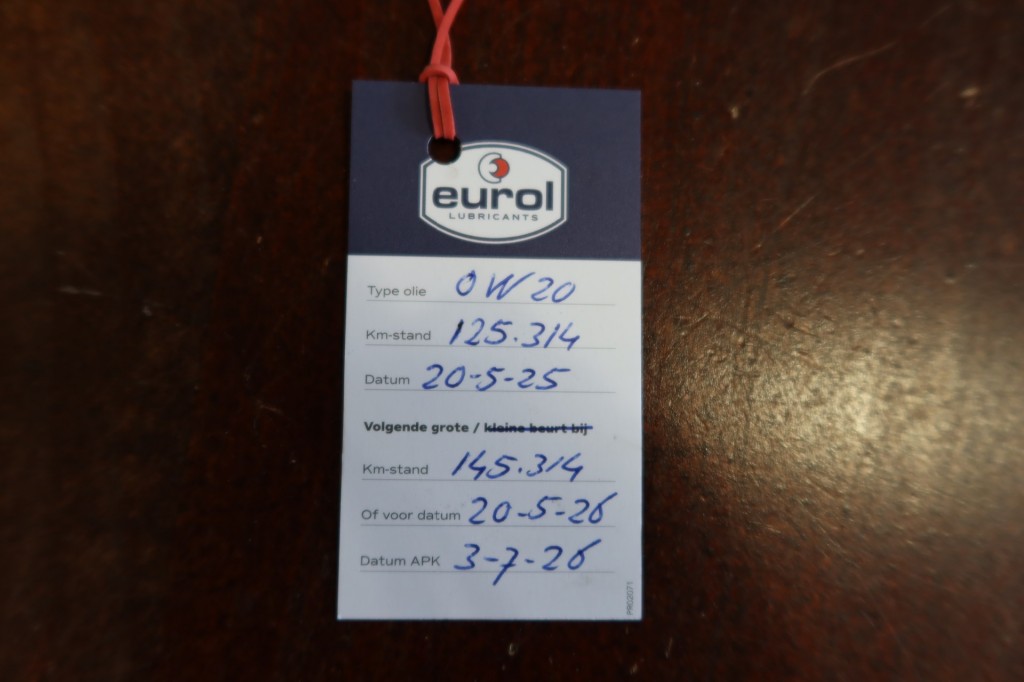 eurol
LUBRICANTS
Type olie 0W20
Km-stand 125.314
Datum 20-5-25
Volgende grote / kleine beurt bij
Km-stand 145.314
Of voor datum 20-5-26
Datum APK 3-7-26
PRG2071